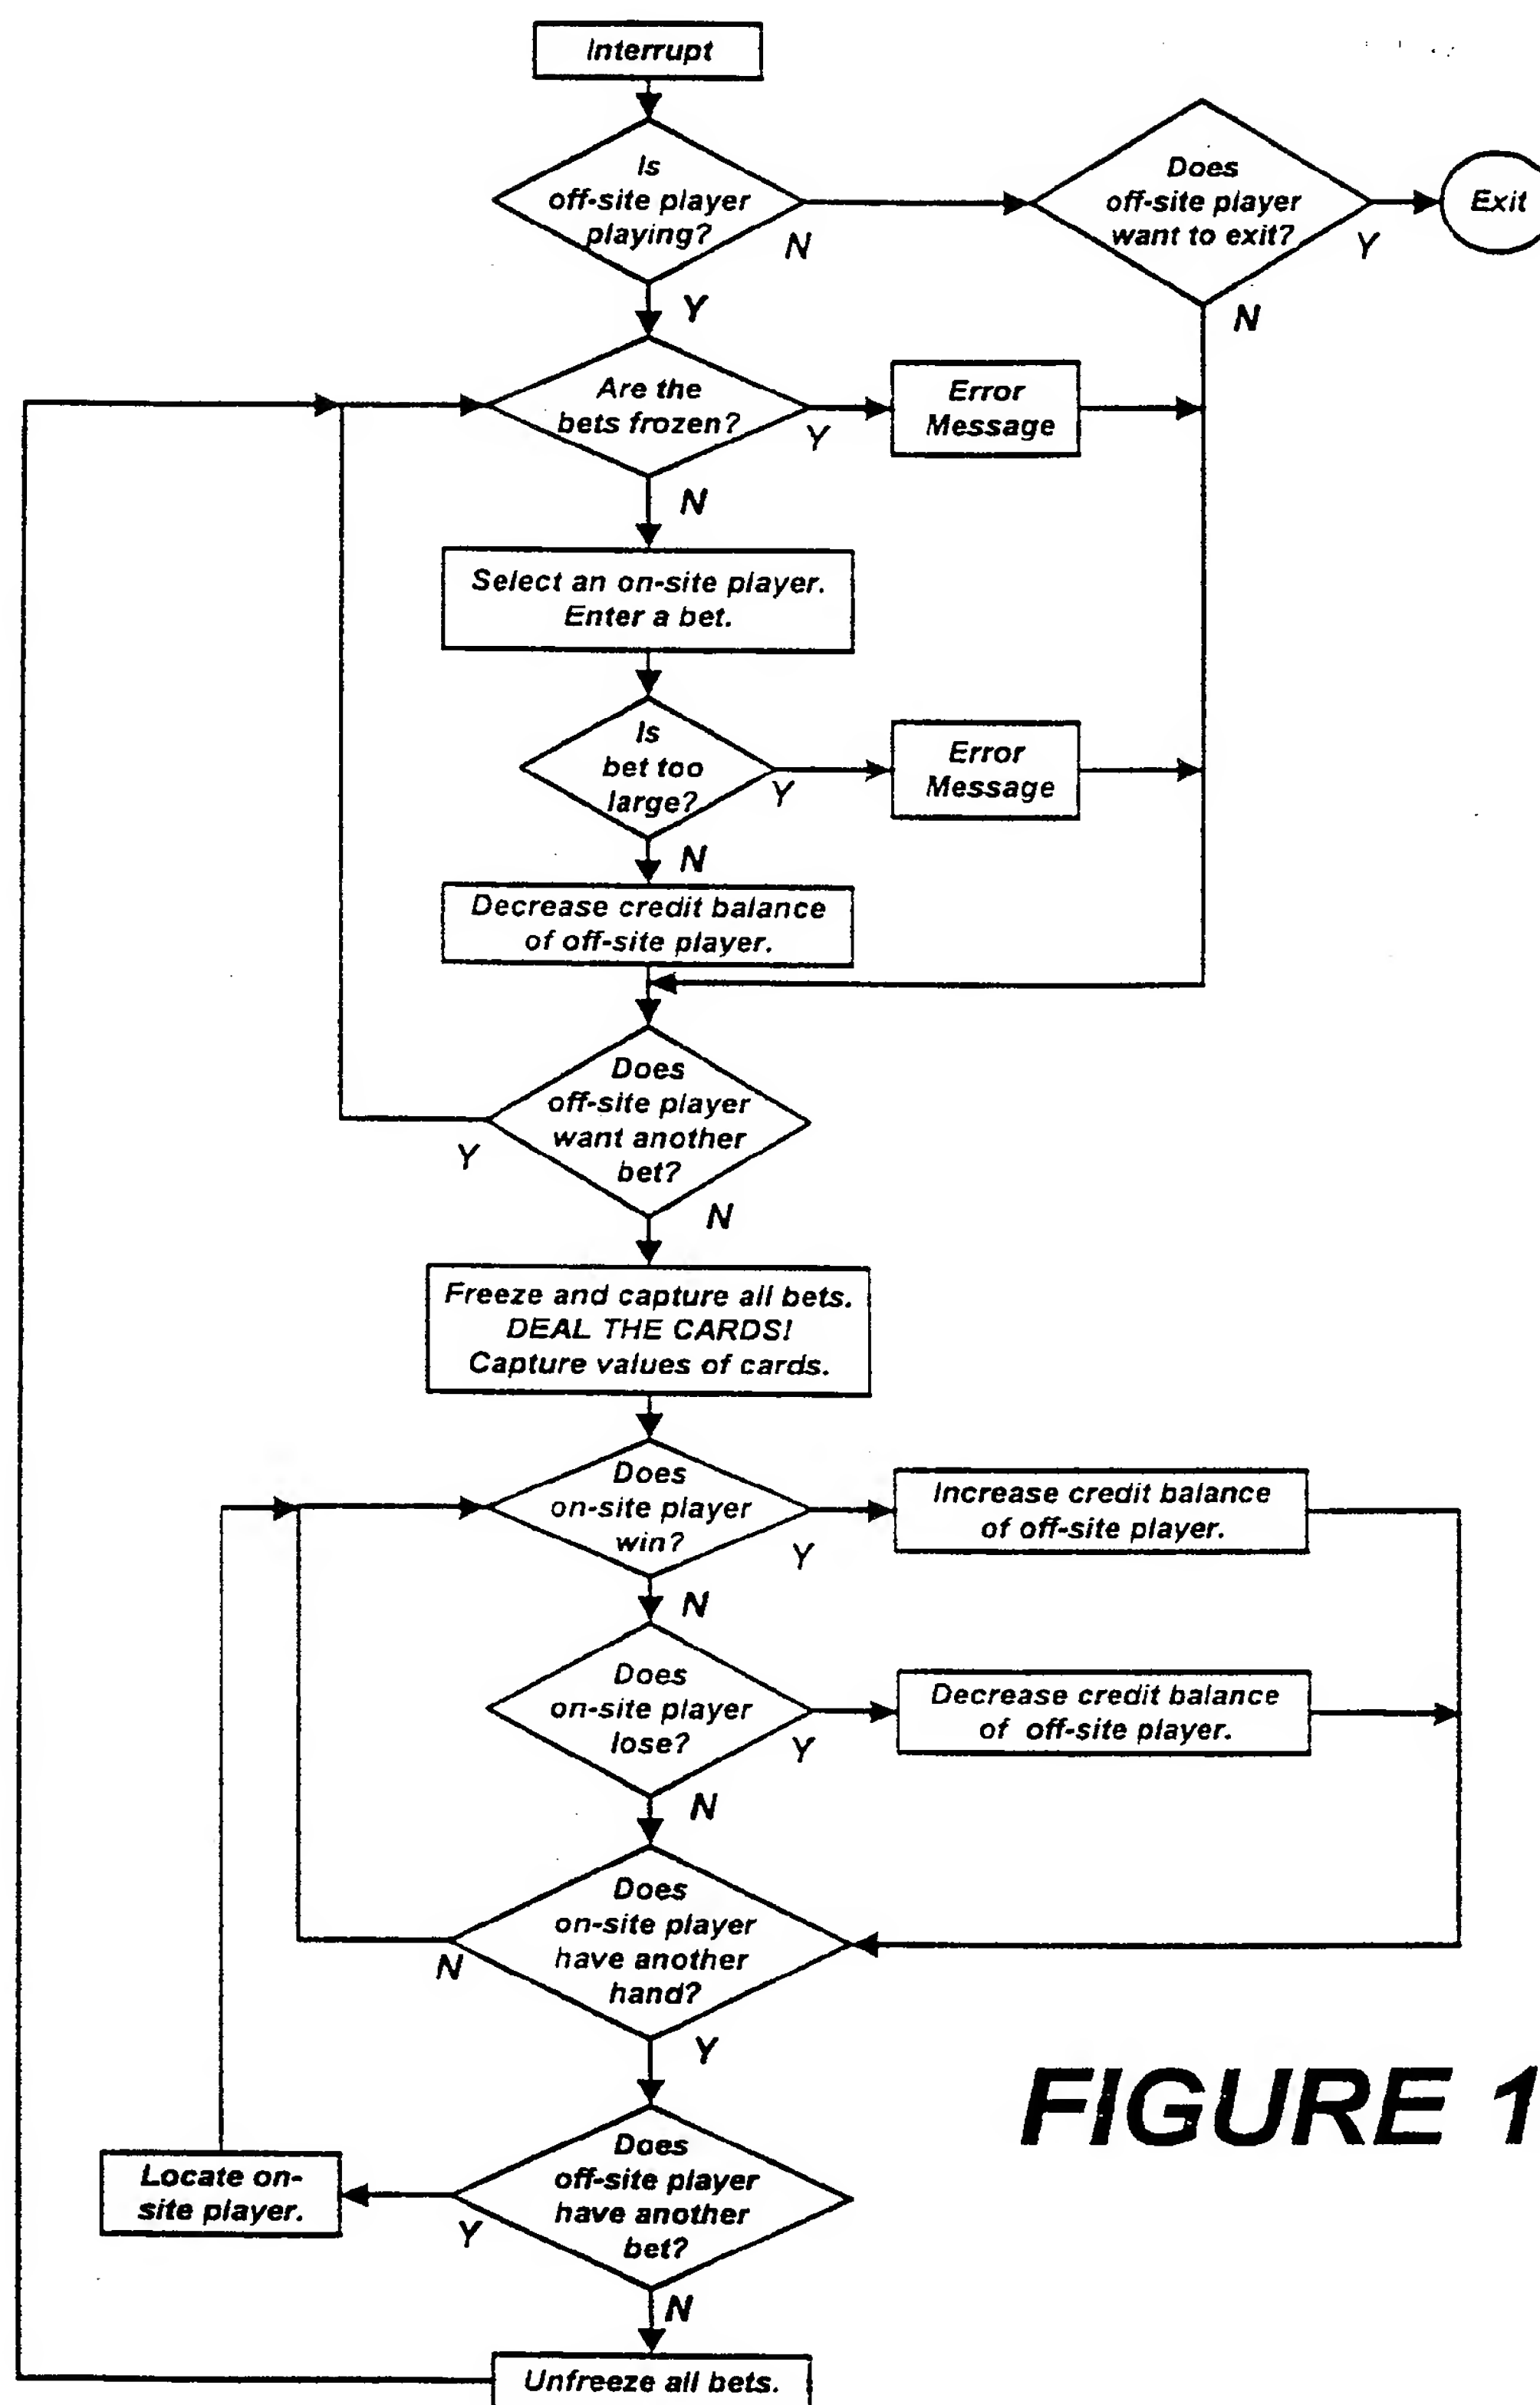 Interrupt
Is
off-site player
playing?
N
Does
off-site player
want to exit?
Y
Exit
N
Y
Are the
bets frozen?
Y
Error
Message
N
Select an on-site player.
Enter a bet.
Is
bet too
large?
Y
Error
Message
N
Decrease credit balance
of off-site player.
Does
off-site player
want another
bet?
Y
N
Freeze and capture all bets.
DEAL THE CARDS!
Capture values of cards.
Does
on-site player
win?
Y
Increase credit balance
of off-site player.
N
Does
on-site player
lose?
Y
Decrease credit balance
of off-site player.
N
Does
on-site player
have another
hand?
N
Y
FIGURE 1
Does
off-site player
have another
bet?
Y
Locate on-
site player.
N
Unfreeze all bets.